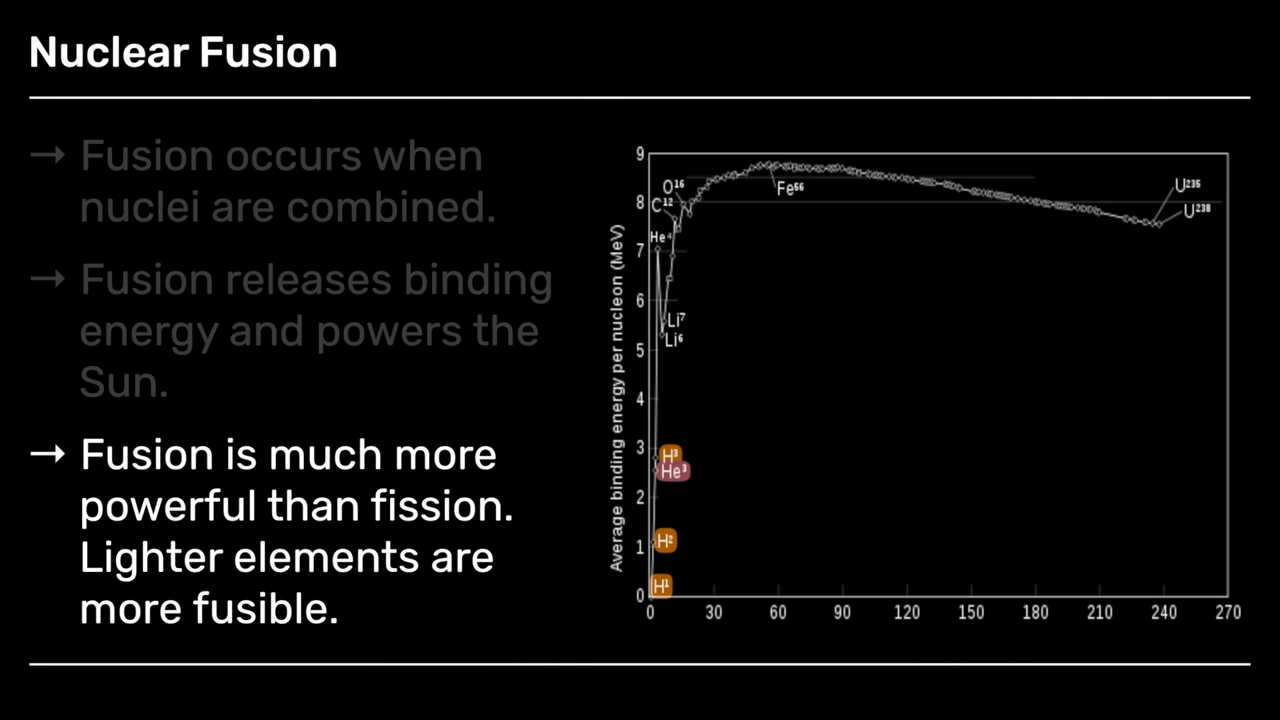 Nuclear Fusion
→ Fusion occurs when
nuclei are combined.
→ Fusion releases binding
energy and powers the
Sun.
→ Fusion is much more
powerful than fission.
Lighter elements are
more fusible.
Average binding energy per nucleon (MeV)
9
8
7
6
5
4
3
2
1
0
O¹⁶
C¹²
He⁴
Li⁷
Li⁶
H³
He³
H²
H¹
Fe⁵⁶
U²³⁵
U²³⁸
0 30 60 90 120 150 180 210 240 270